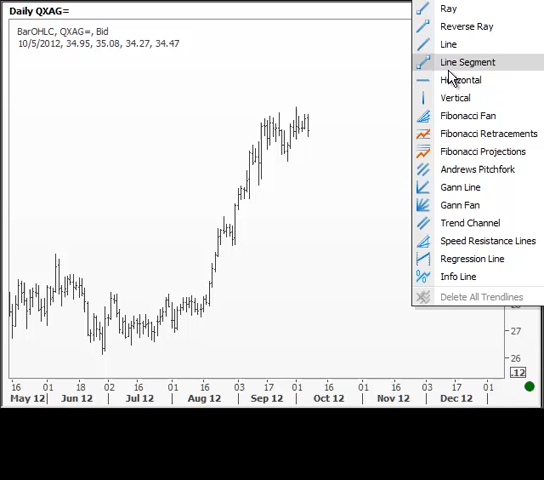 Daily QXAG=
BarOHLC, QXAG=, Bid
10/5/2012, 34.95, 35.08, 34.27, 34.47
Ray
Reverse Ray
Line
Line Segment
Vertical
Fibonacci Fan
Fibonacci Retracements
Fibonacci Projections
Andrews Pitchfork
Gann Line
Gann Fan
Trend Channel
Speed Resistance Lines
Regression Line
Info Line
Delete All Trendlines
27
26
.12
16 01 18 02 16 01 16 03 17 01 16 01 16 03 17 01
May 12 Jun 12 Jul 12 Aug 12 Sep 12 Oct 12 Nov 12 Dec 12